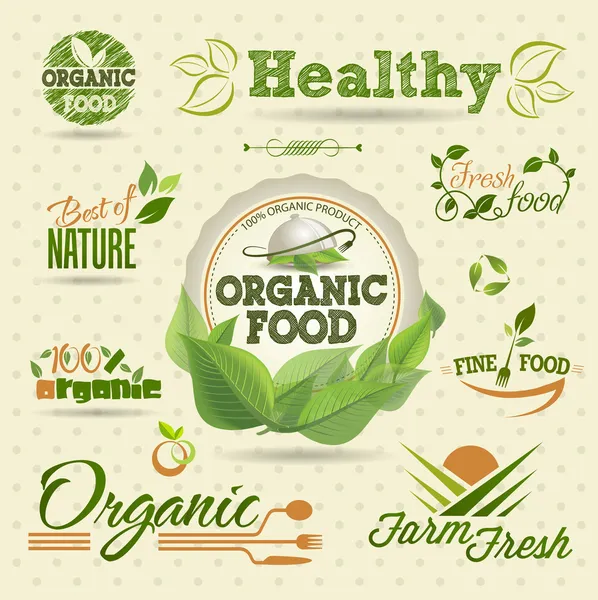 ORGANIC
FOOD
Healthy
Best of
NATURE
100% ORGANIC PRODUCT
ORGANIC
FOOD
Fresh
food
100%
organic
FINE FOOD
Organic
Farm
Fresh